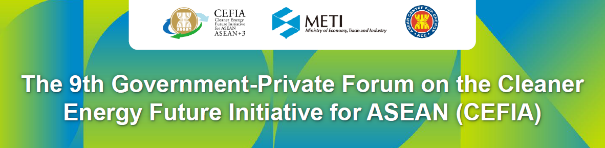 CEFIA
Cleaner Energy
Future Initiative
for ASEAN
ASEAN+3
METI
Ministry of Economy, Trade and Industry
The 9th Government-Private Forum on the Cleaner
Energy Future Initiative for ASEAN (CEFIA)